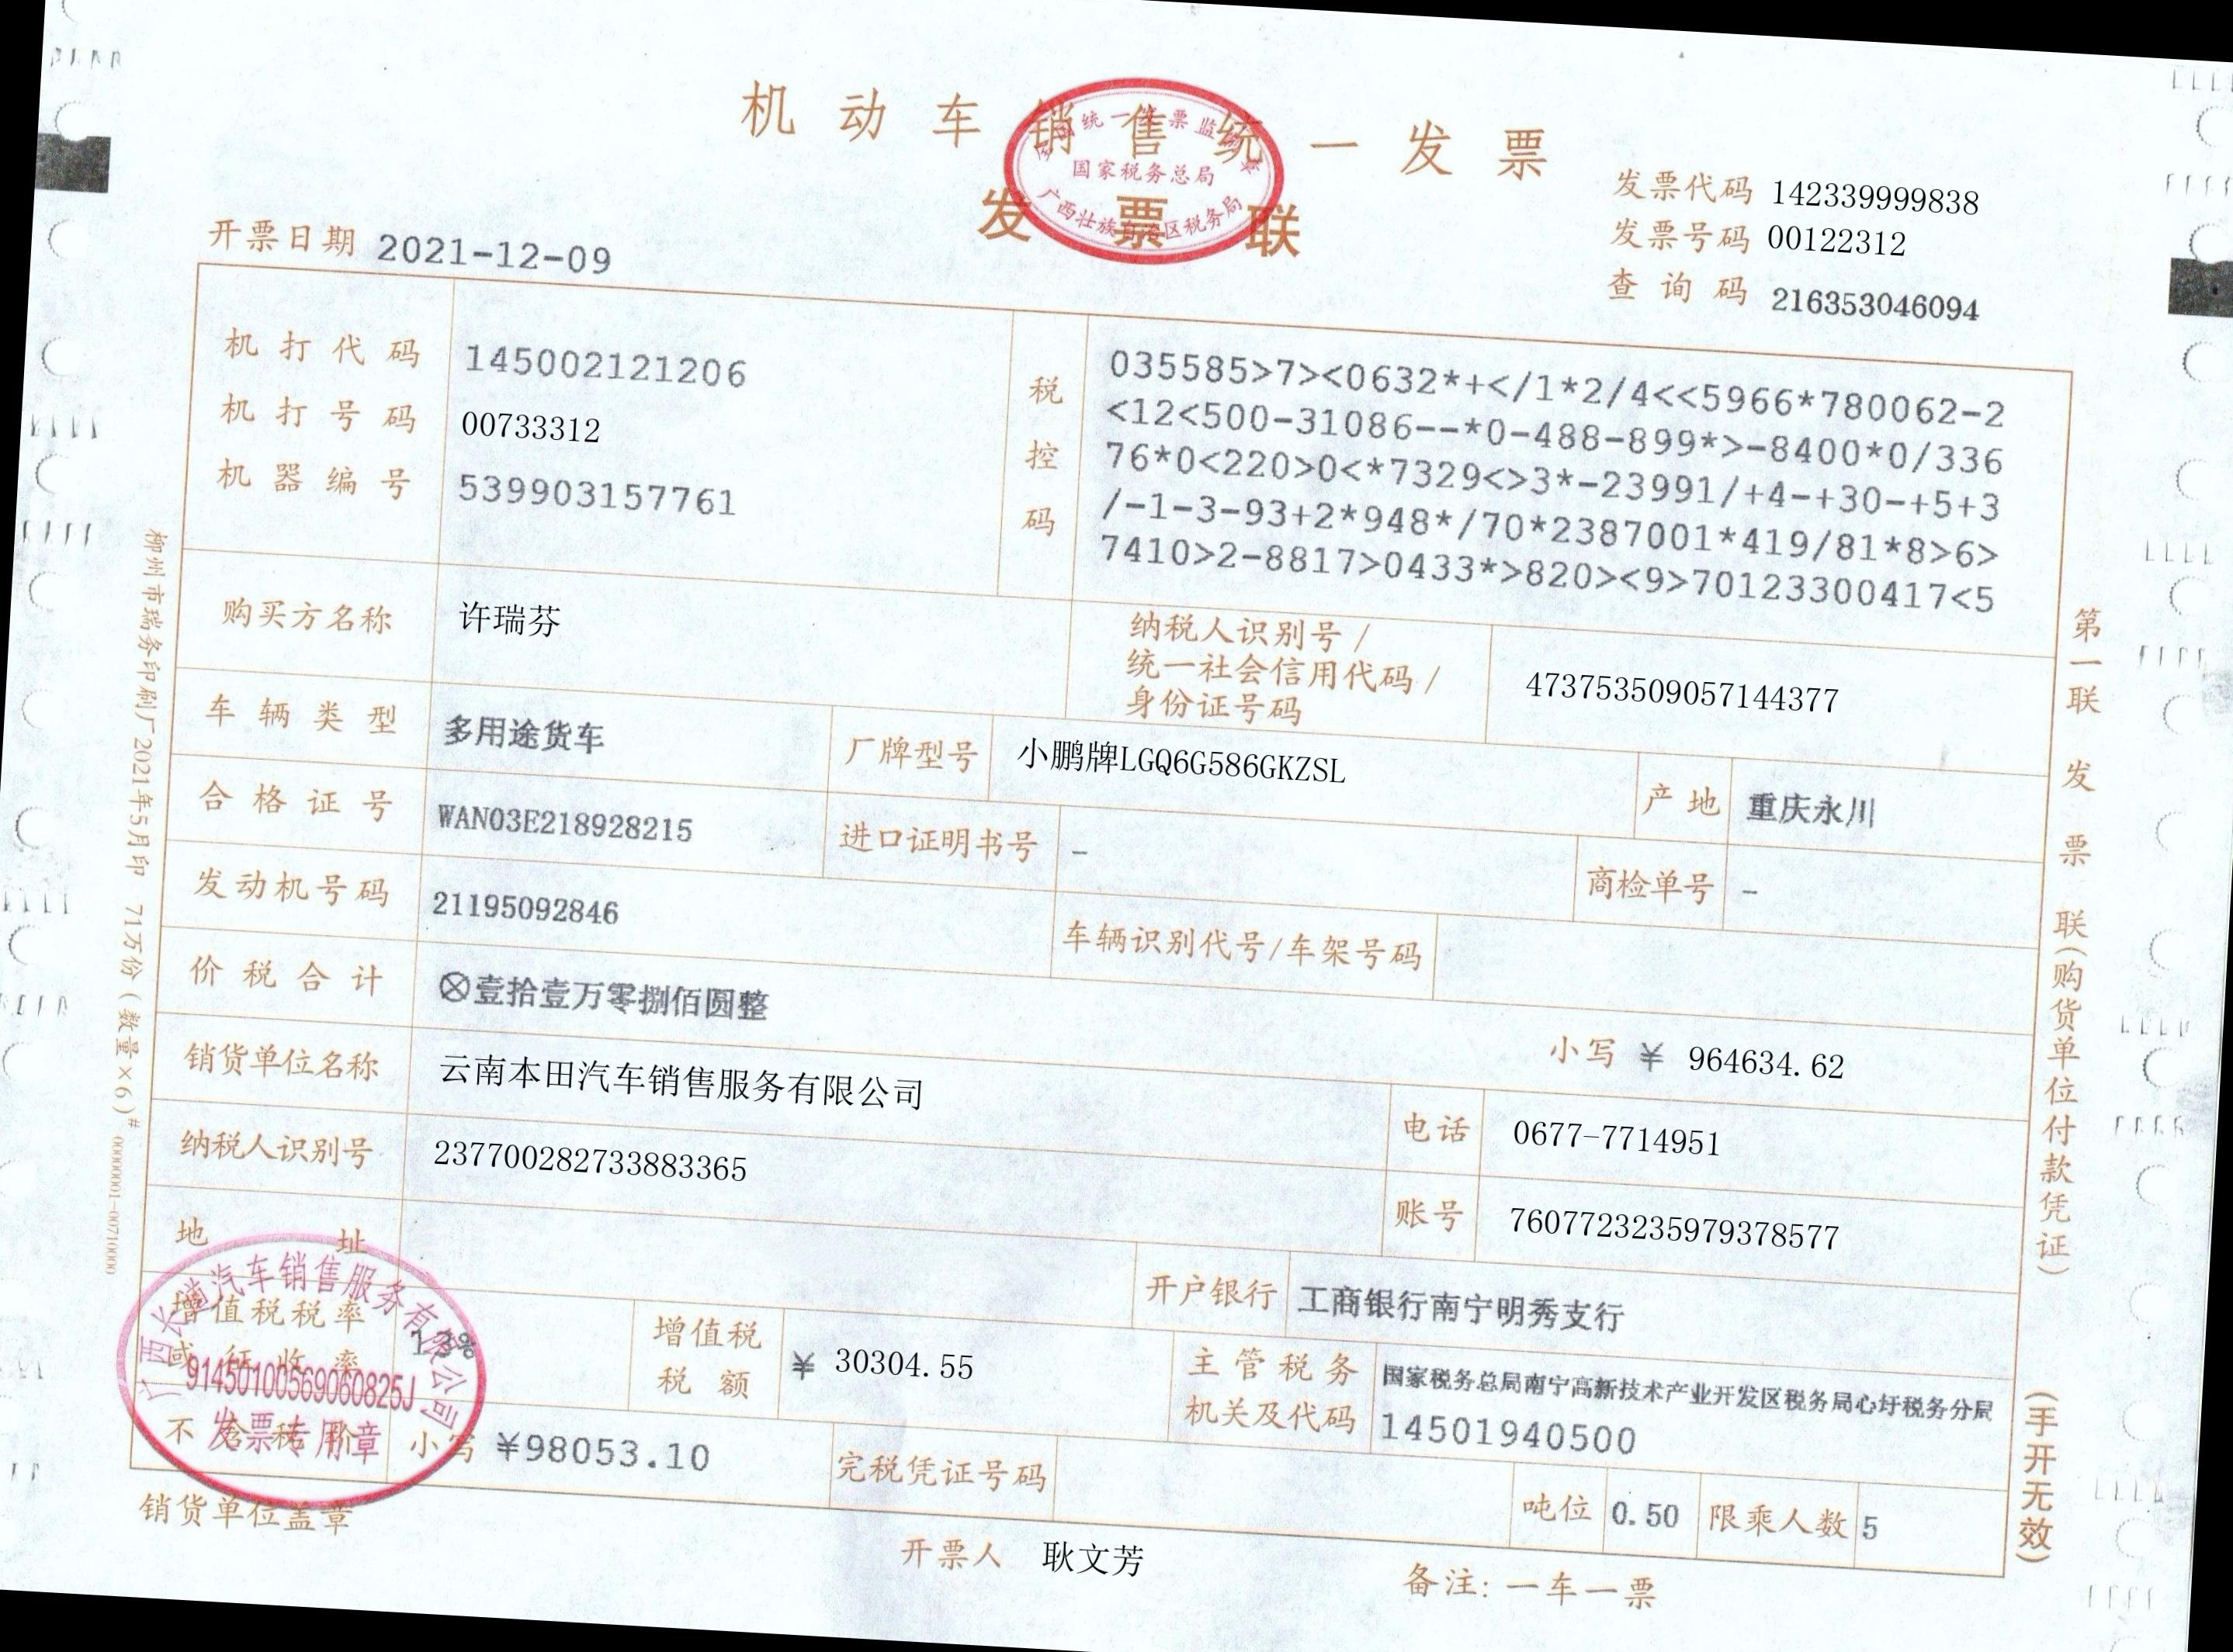 机动车销售统一发票
发票联
全国统一发票监制章
国家税务总局
广西壮族自治区税务局
发票代码 142339999838
发票号码 00122312
查询码 216353046094
开票日期 2021-12-09
机打代码 145002121206
机打号码 00733312
机器编号 539903157761
税控码
035585>7><0632*+</1*2/4<<5966*780062-2
<12<500-31086--*0-488-899*>-8400*0/336
76*0<220>0<*7329<>3*-23991/+4-+30-+5+3
/-1-3-93+2*948*/70*2387001*419/81*8>6>
7410>2-8817>0433*>820><9>70123300417<5
购买方名称 许瑞芬
纳税人识别号/
统一社会信用代码/
身份证号码
473753509057144377
车辆类型 多用途货车
厂牌型号 小鹏牌LGQ6G586GKZSL
产地 重庆永川
合格证号 WAN03E218928215
进口证明书号 -
商检单号 -
发动机号码 21195092846
车辆识别代号/车架号码
价税合计 ⊗壹拾壹万零捌佰圆整
小写 ¥ 964634.62
销货单位名称 云南本田汽车销售服务有限公司
电话 0677-7714951
纳税人识别号 237700282733883365
账号 7607723235979378577
地址
开户银行 工商银行南宁明秀支行
增值税税率
或征收率
13%
增值税
税额
¥ 30304.55
主管税务
机关及代码
国家税务总局南宁高新技术产业开发区税务局心圩税务分局
14501940500
不含税价 小写 ¥98053.10
完税凭证号码
吨位 0.50
限乘人数 5
汽车销售服务有限公司
91450100569060825J
发票专用章
销货单位盖章
开票人 耿文芳
备注:一车一票
第一联 发票联(购货单位付款凭证)
(手开无效)
柳州市瑞务印刷厂2021年5月印 71万份(数量×6)# 00000001-00710000